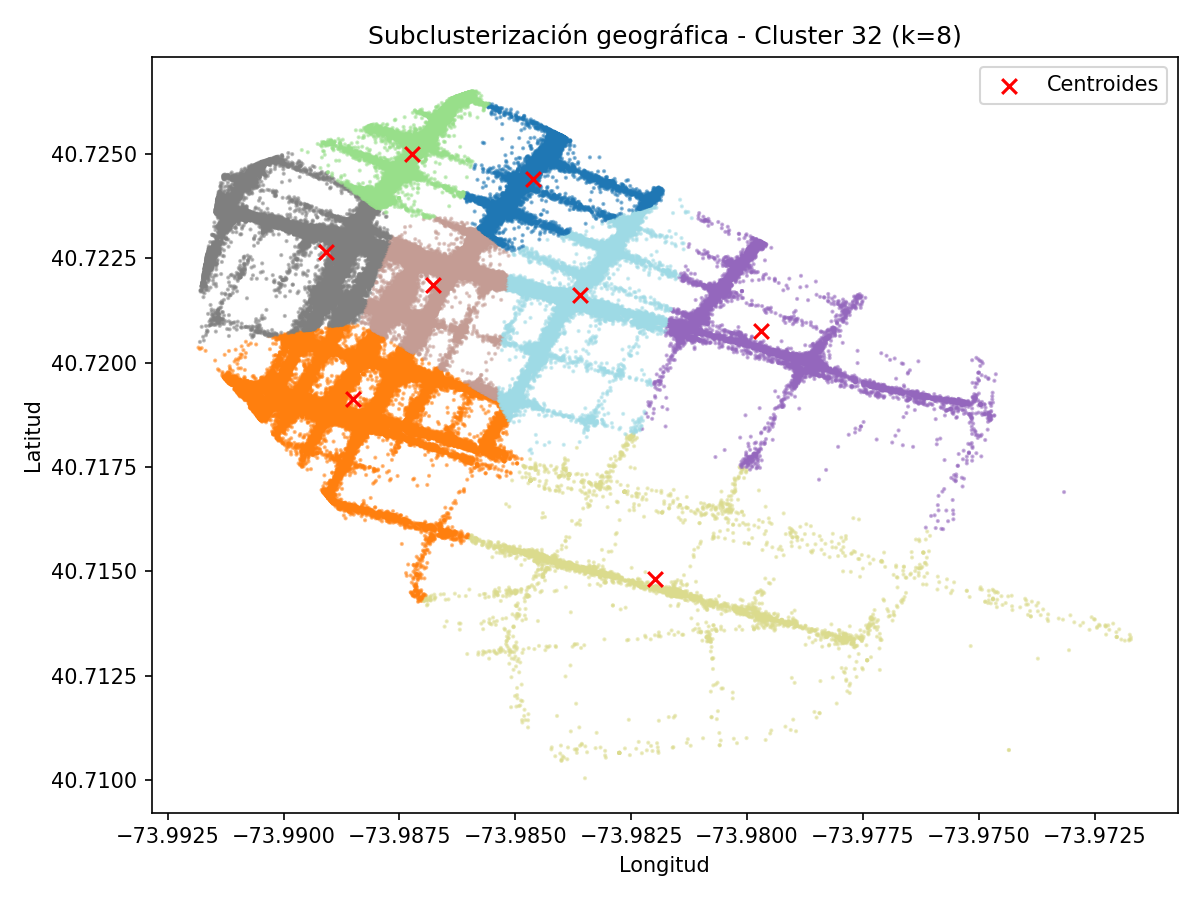 Subclusterización geográfica - Cluster 32 (k=8)
Centroides
40.7250
40.7225
40.7200
40.7175
40.7150
40.7125
40.7100
Latitud
−73.9925 −73.9900 −73.9875 −73.9850 −73.9825 −73.9800 −73.9775 −73.9750 −73.9725
Longitud